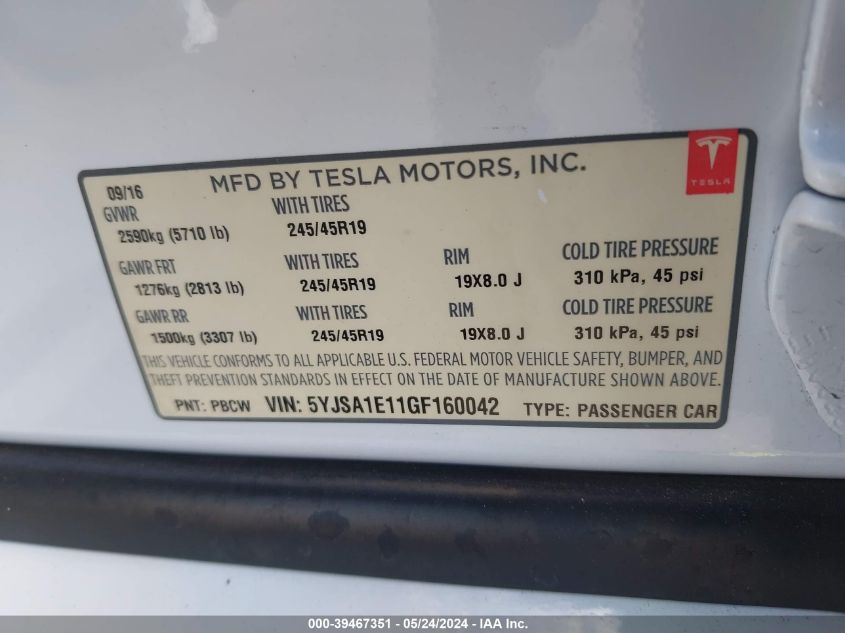 09/16 MFD BY TESLA MOTORS, INC.
TESLA
GVWR WITH TIRES
2590kg (5710 lb) 245/45R19
GAWR FRT WITH TIRES RIM COLD TIRE PRESSURE
1276kg (2813 lb) 245/45R19 19X8.0 J 310 kPa, 45 psi
GAWR RR WITH TIRES RIM COLD TIRE PRESSURE
1500kg (3307 lb) 245/45R19 19X8.0 J 310 kPa, 45 psi
THIS VEHICLE CONFORMS TO ALL APPLICABLE U.S. FEDERAL MOTOR VEHICLE SAFETY, BUMPER, AND
THEFT PREVENTION STANDARDS IN EFFECT ON THE DATE OF MANUFACTURE SHOWN ABOVE.
PNT: PBCW VIN: 5YJSA1E11GF160042 TYPE: PASSENGER CAR
000-39467351 / 05/24/2024 - IAA Inc.